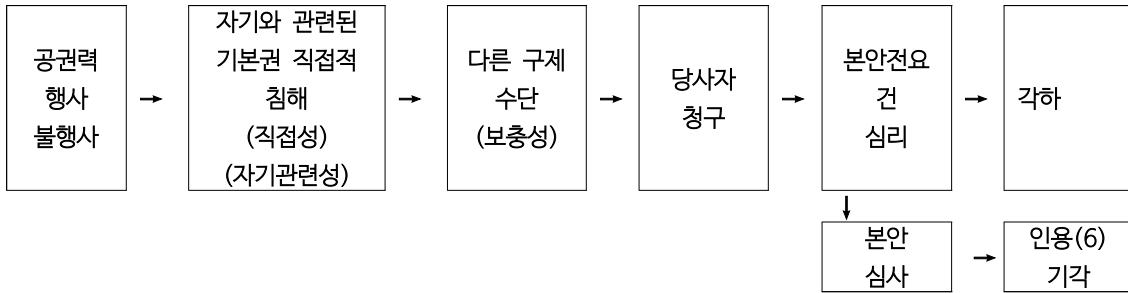 공권력
행사
불행사
자기와 관련된
기본권 직접적
침해
(직접성)
(자기관련성)
다른 구제
수단
(보충성)
당사자
청구
본안전요
건
심리
각하
본안
심사
인용(6)
기각